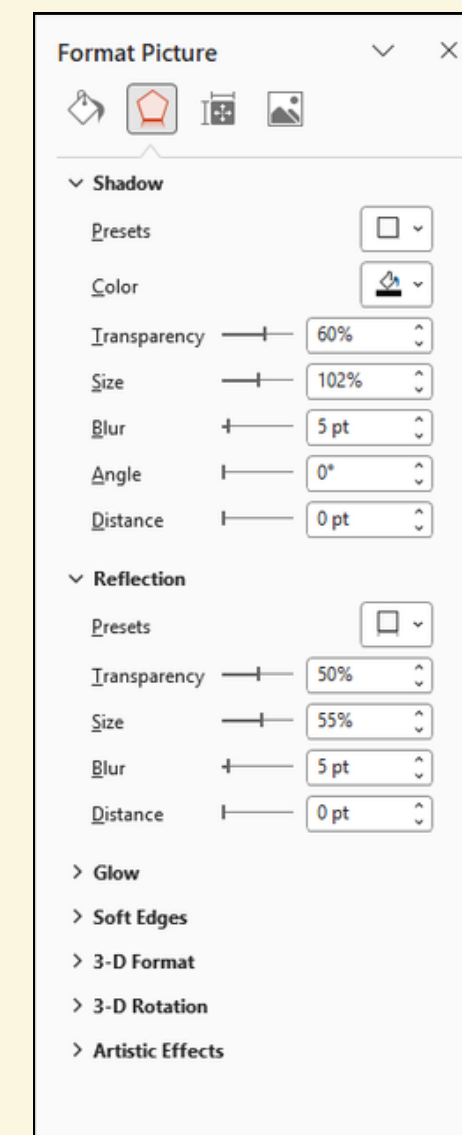 Format Picture
Shadow
Presets
Color
Transparency 60%
Size 102%
Blur 5 pt
Angle 0°
Distance 0 pt
Reflection
Presets
Transparency 50%
Size 55%
Blur 5 pt
Distance 0 pt
Glow
Soft Edges
3-D Format
3-D Rotation
Artistic Effects